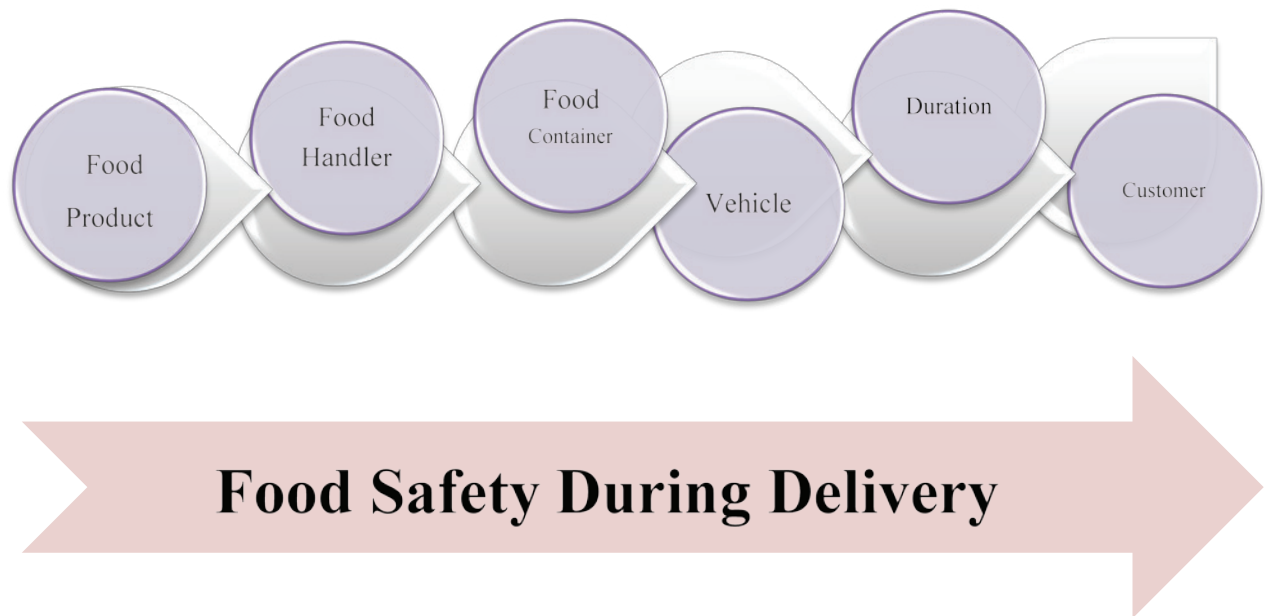 Food
Product
Food
Handler
Food
Container
Vehicle
Duration
Customer
Food Safety During Delivery